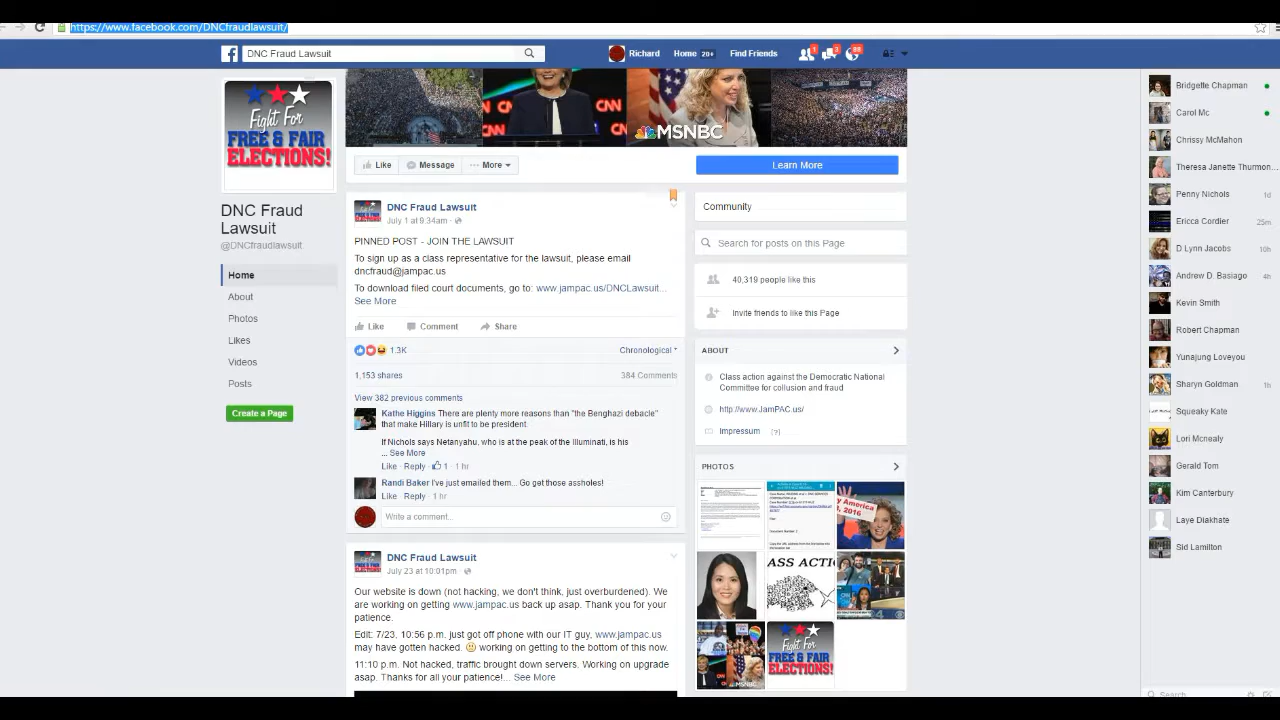 https://www.facebook.com/DNCfraudlawsuit/
DNC Fraud Lawsuit
Richard
Home 20+
Find Friends
1
3
98
Fight For
FREE & FAIR
ELECTIONS!
CNN
CNN
MSNBC
Like
Message
More
Learn More
DNC Fraud
Lawsuit
@DNCfraudlawsuit
Home
About
Photos
Likes
Videos
Posts
Create a Page
DNC Fraud Lawsuit
July 1 at 9:34am ·
PINNED POST - JOIN THE LAWSUIT
To sign up as a class representative for the lawsuit, please email
dncfraud@jampac.us
To download filed court documents, go to: www.jampac.us/DNCLawsuit...
See More
Like
Comment
Share
1.3K
Chronological
1,153 shares
384 Comments
View 382 previous comments
Kathe Higgins There are plenty more reasons than "the Benghazi debacle"
that make Hillary is unfit to be president.
If Nichols says Netanyahu, who is at the peak of the Illuminati, is his
... See More
Like · Reply · 1 · 1 hr
Randi Baker I've just emailed them... Go get those assholes!
Like · Reply · 1 hr
Write a comment...
DNC Fraud Lawsuit
July 23 at 10:01pm ·
Our website is down (not hacking, we don't think, just overburdened). We
are working on getting www.jampac.us back up asap. Thank you for your
patience.
Edit: 7/23, 10:56 p.m. just got off phone with our IT guy, www.jampac.us
may have gotten hacked. working on getting to the bottom of this now.
11:10 p.m. Not hacked, traffic brought down servers. Working on upgrade
asap. Thanks for all your patience!... See More
Community
Search for posts on this Page
40,319 people like this
Invite friends to like this Page
ABOUT
Class action against the Democratic National
Committee for collusion and fraud
http://www.JamPAC.us/
Impressum [?]
PHOTOS
ASS ACTI
MSNBC
FREE & FAIR
ELECTIONS!
Bridgette Chapman
Carol Mc
Chrissy McMahon
Theresa Janette Thurmon...
Penny Nichols 1d
Ericca Cordier 25m
D Lynn Jacobs 10h
Andrew D. Basiago 4h
Kevin Smith
Robert Chapman
Yunajung Loveyou
Sharyn Goldman 1h
Squeaky Kate
Lori Mcnealy
Gerald Tom
Sid Lamilton
Search